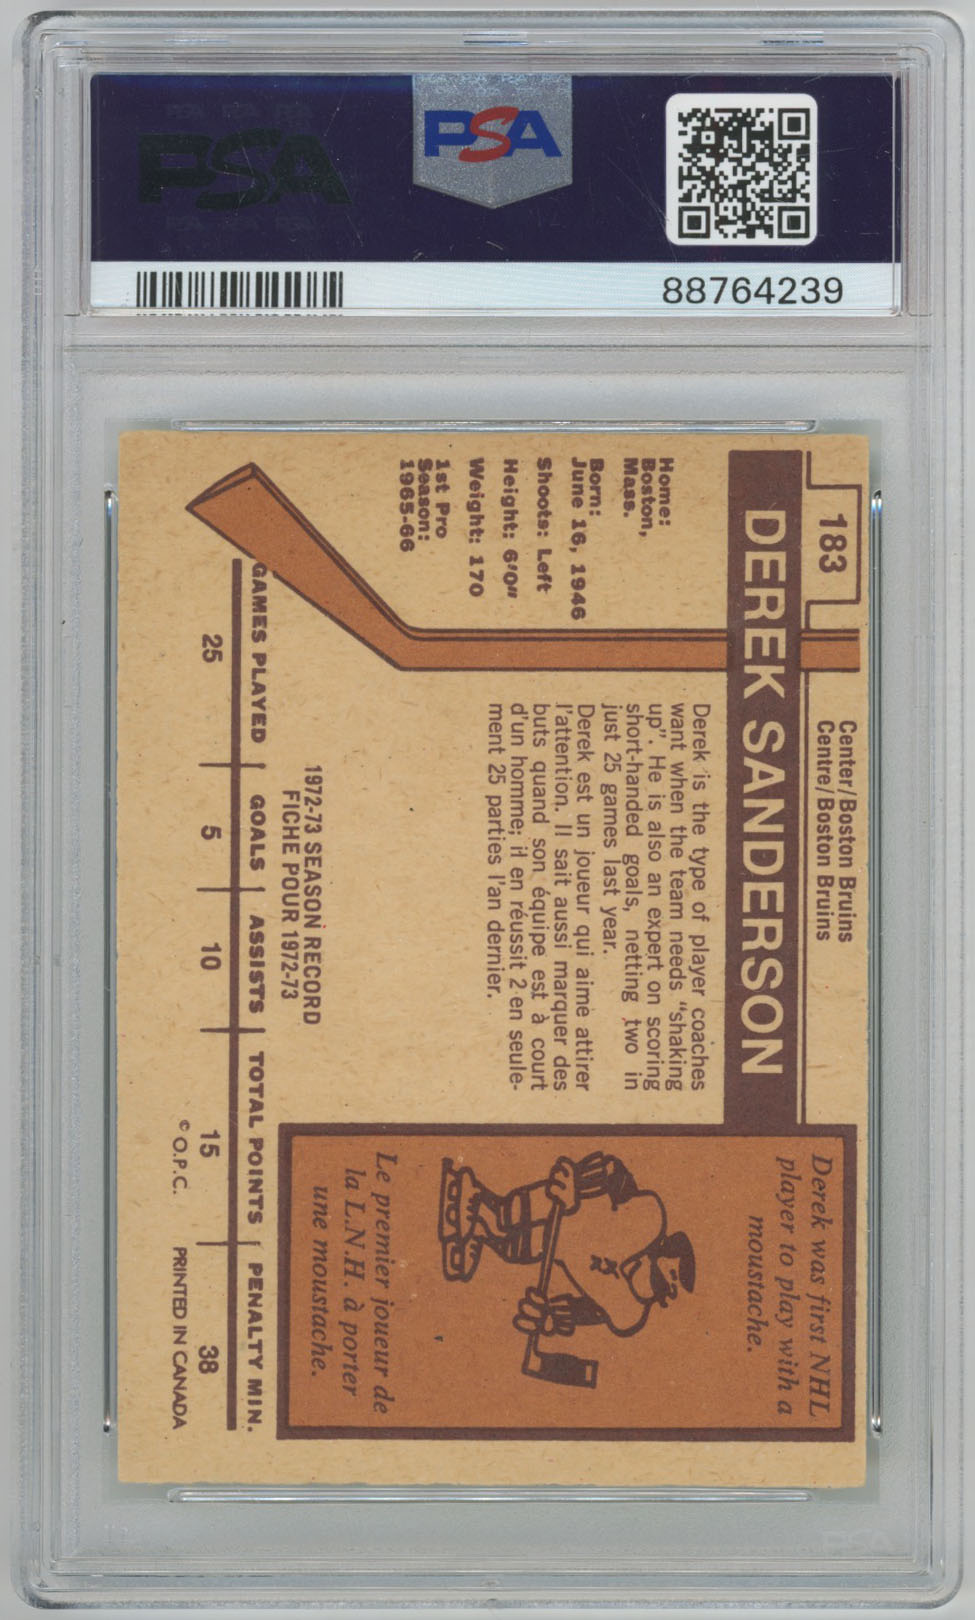 PSA
PSA
88764239
183
Center/Boston Bruins
Centre/Boston Bruins
DEREK SANDERSON
Home:
Boston,
Mass.
Born:
June 16, 1946
Shoots: Left
Height: 6'0"
Weight: 170
1st Pro
Season:
1965-66
Derek is the type of player coaches
want when the team needs "shaking
up". He is also an expert on scoring
short-handed goals, netting two in
just 25 games last year.
Derek est un joueur qui aime attirer
l'attention. Il sait aussi marquer des
buts quand son équipe est à court
d'un homme; il en réussit 2 en seule-
ment 25 parties l'an dernier.
Derek was first NHL
player to play with a
moustache.
Le premier joueur de
la L.N.H. à porter
une moustache.
1972-73 SEASON RECORD
FICHE POUR 1972-73
GAMES PLAYED GOALS ASSISTS TOTAL POINTS PENALTY MIN.
25 5 10 15 38
© O.P.C. PRINTED IN CANADA